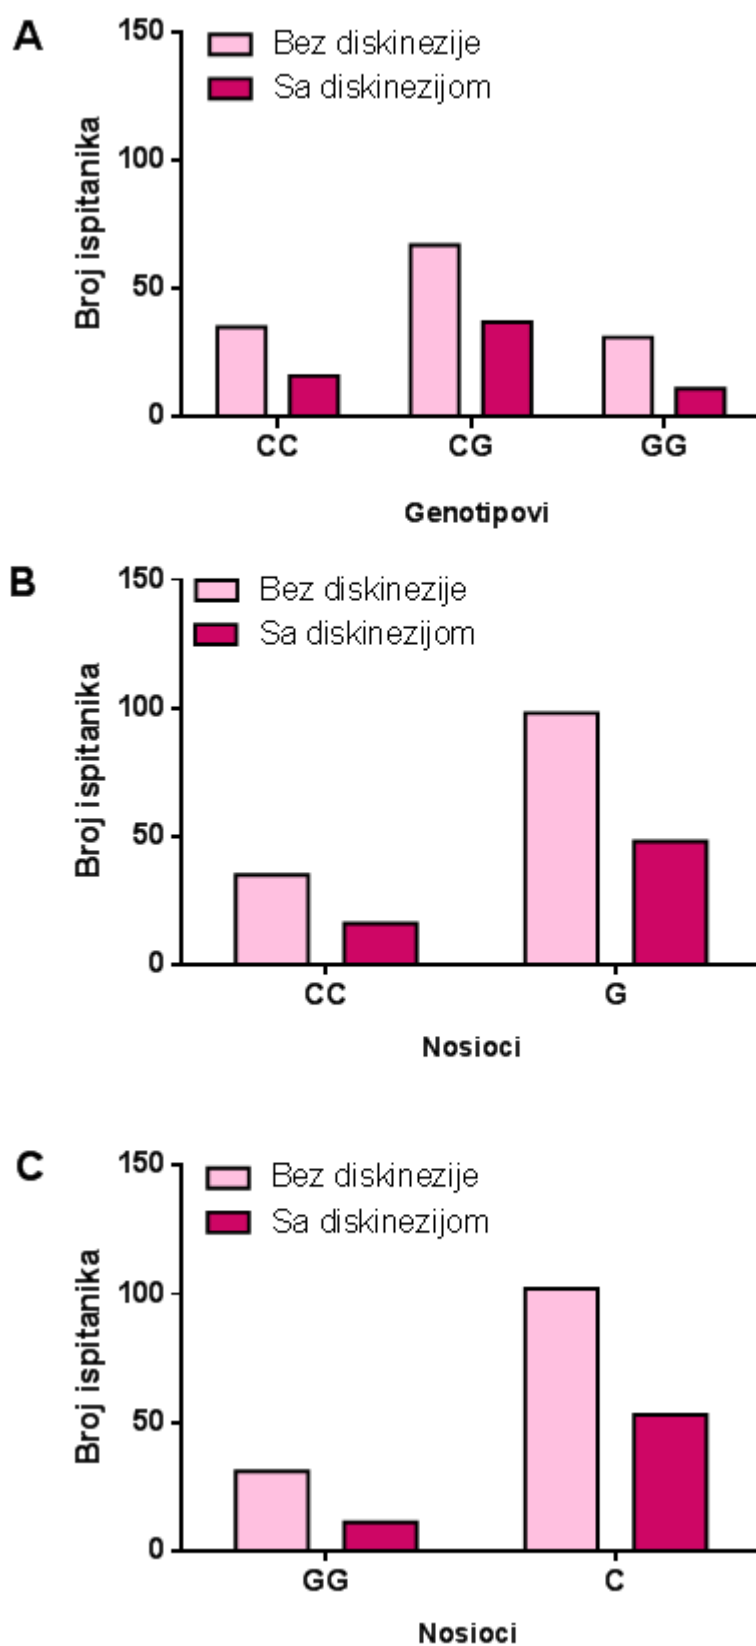 A
150
Bez diskinezije
Sa diskinezijom
100
50
0
Broj ispitanika
CC CG GG
Genotipovi
B
150
Bez diskinezije
Sa diskinezijom
100
50
0
Broj ispitanika
CC G
Nosioci
C
150
Bez diskinezije
Sa diskinezijom
100
50
0
Broj ispitanika
GG C
Nosioci